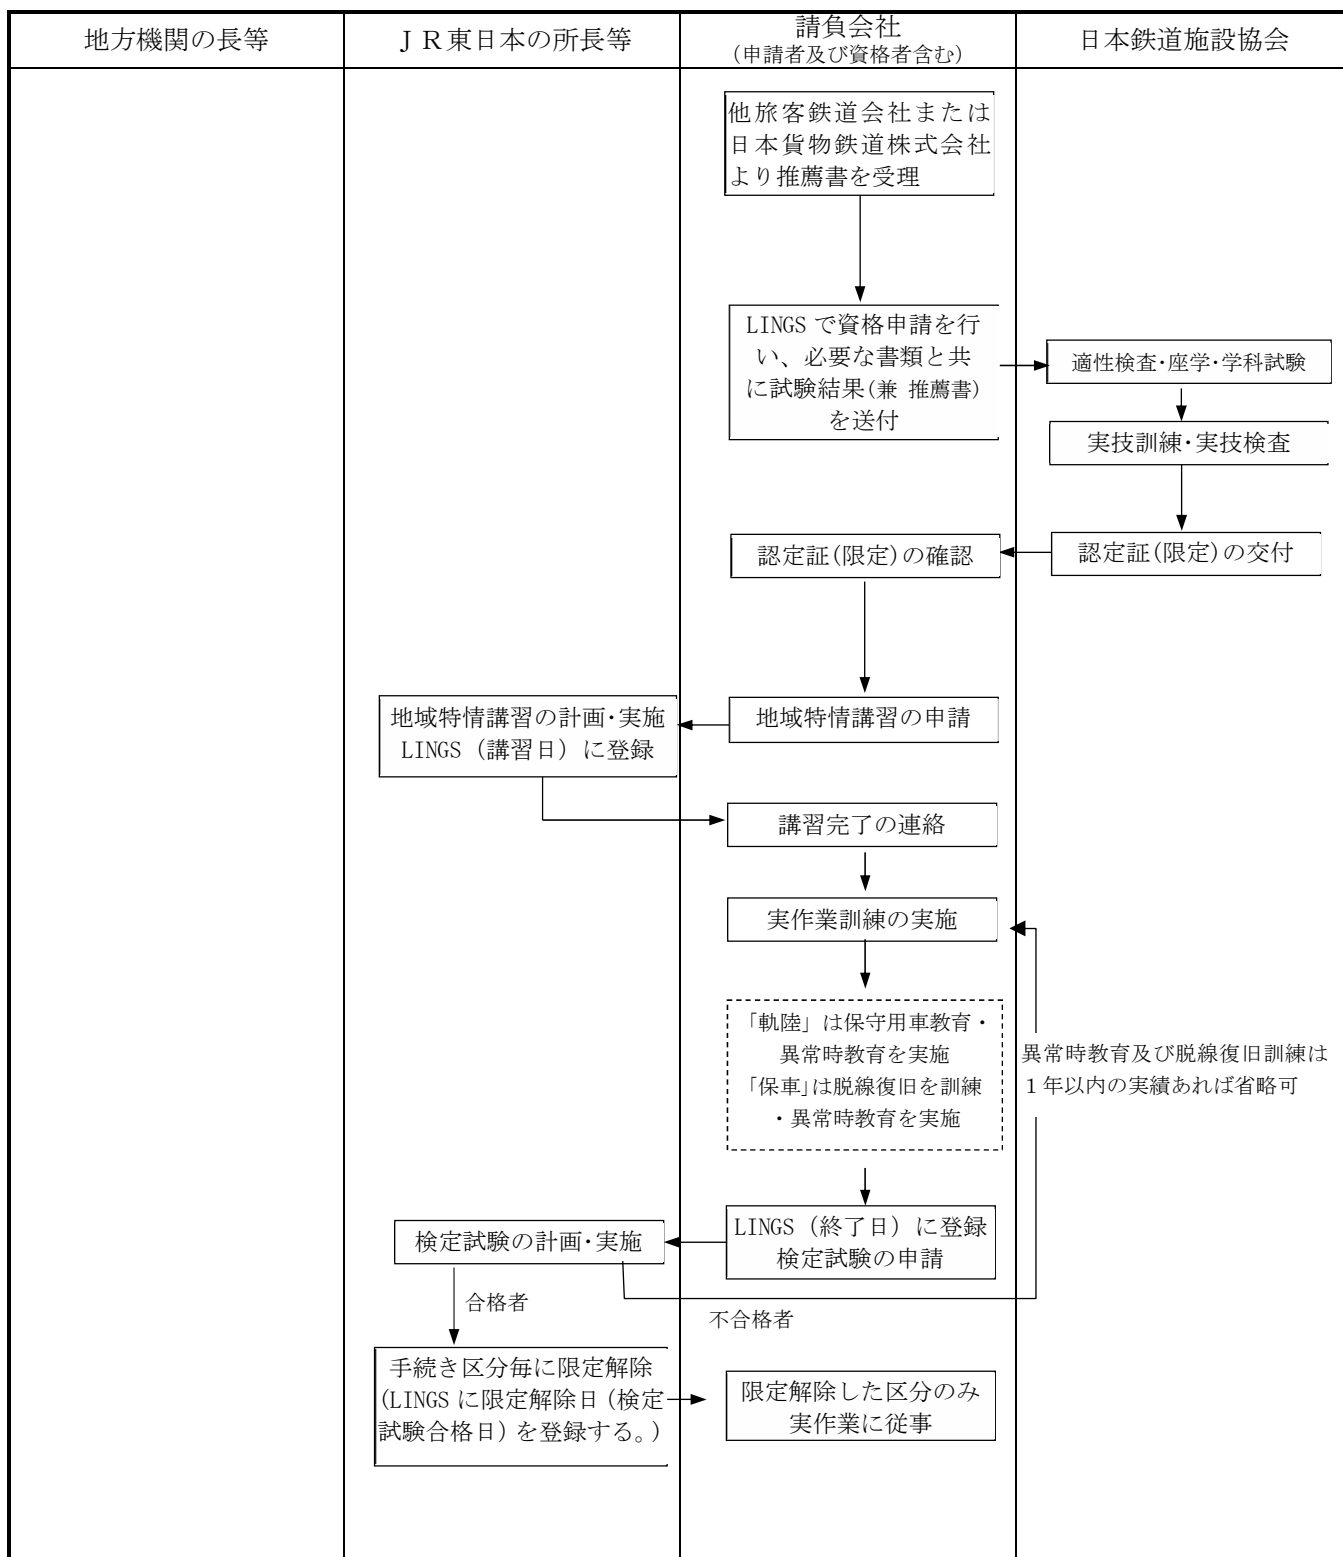 地方機関の長等
ＪＲ東日本の所長等
請負会社
(申請者及び資格者含む)
日本鉄道施設協会
他旅客鉄道会社または
日本貨物鉄道株式会社
より推薦書を受理
LINGSで資格申請を行
い、必要な書類と共
に試験結果(兼 推薦書)
を送付
適性検査･座学･学科試験
実技訓練･実技検査
認定証(限定)の交付
認定証(限定)の確認
地域特情講習の申請
地域特情講習の計画･実施
LINGS（講習日）に登録
講習完了の連絡
実作業訓練の実施
「軌陸」は保守用車教育・
異常時教育を実施
「保車」は脱線復旧を訓練
・異常時教育を実施
異常時教育及び脱線復旧訓練は
１年以内の実績あれば省略可
LINGS（終了日）に登録
検定試験の申請
検定試験の計画･実施
合格者
不合格者
手続き区分毎に限定解除
(LINGSに限定解除日(検定
試験合格日)を登録する。)
限定解除した区分のみ
実作業に従事